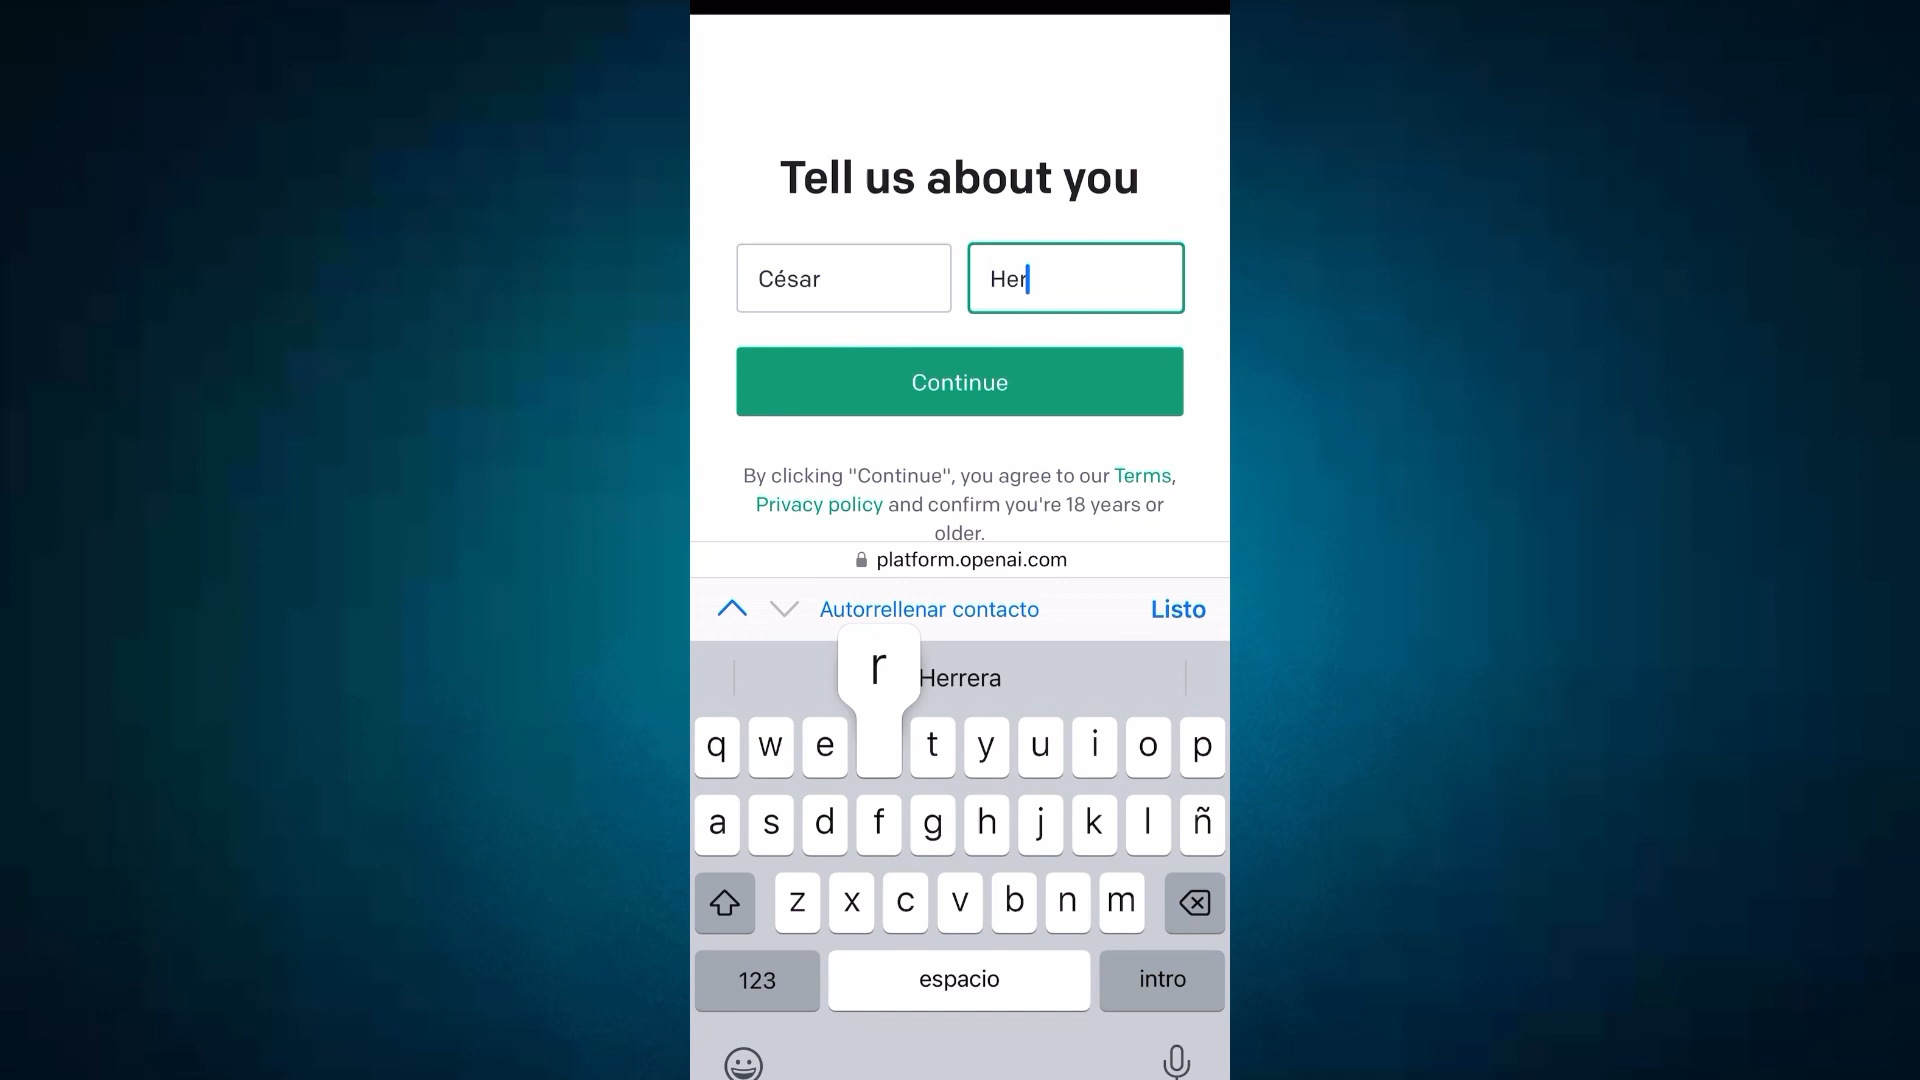 Tell us about you
César Her
Continue
By clicking "Continue", you agree to our Terms,
Privacy policy and confirm you're 18 years or
older.
platform.openai.com
Autorrellenar contacto Listo
r Herrera
q w e t y u i o p
a s d f g h j k l ñ
z x c v b n m
123 espacio intro